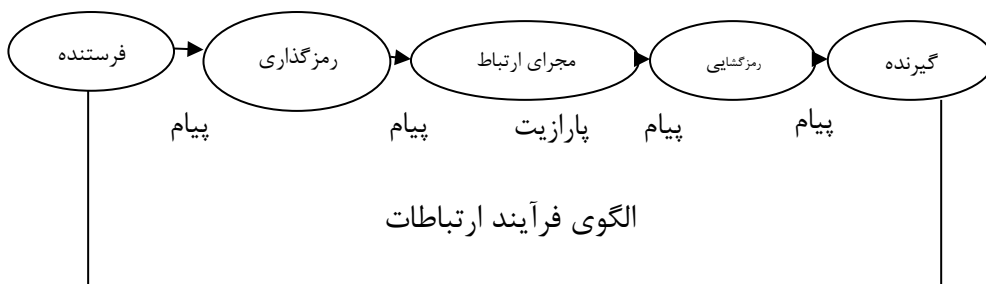 فرستنده رمزگذاری مجرای ارتباط رمزگشایی گیرنده
پیام پیام پارازیت پیام پیام
الگوی فرآیند ارتباطات